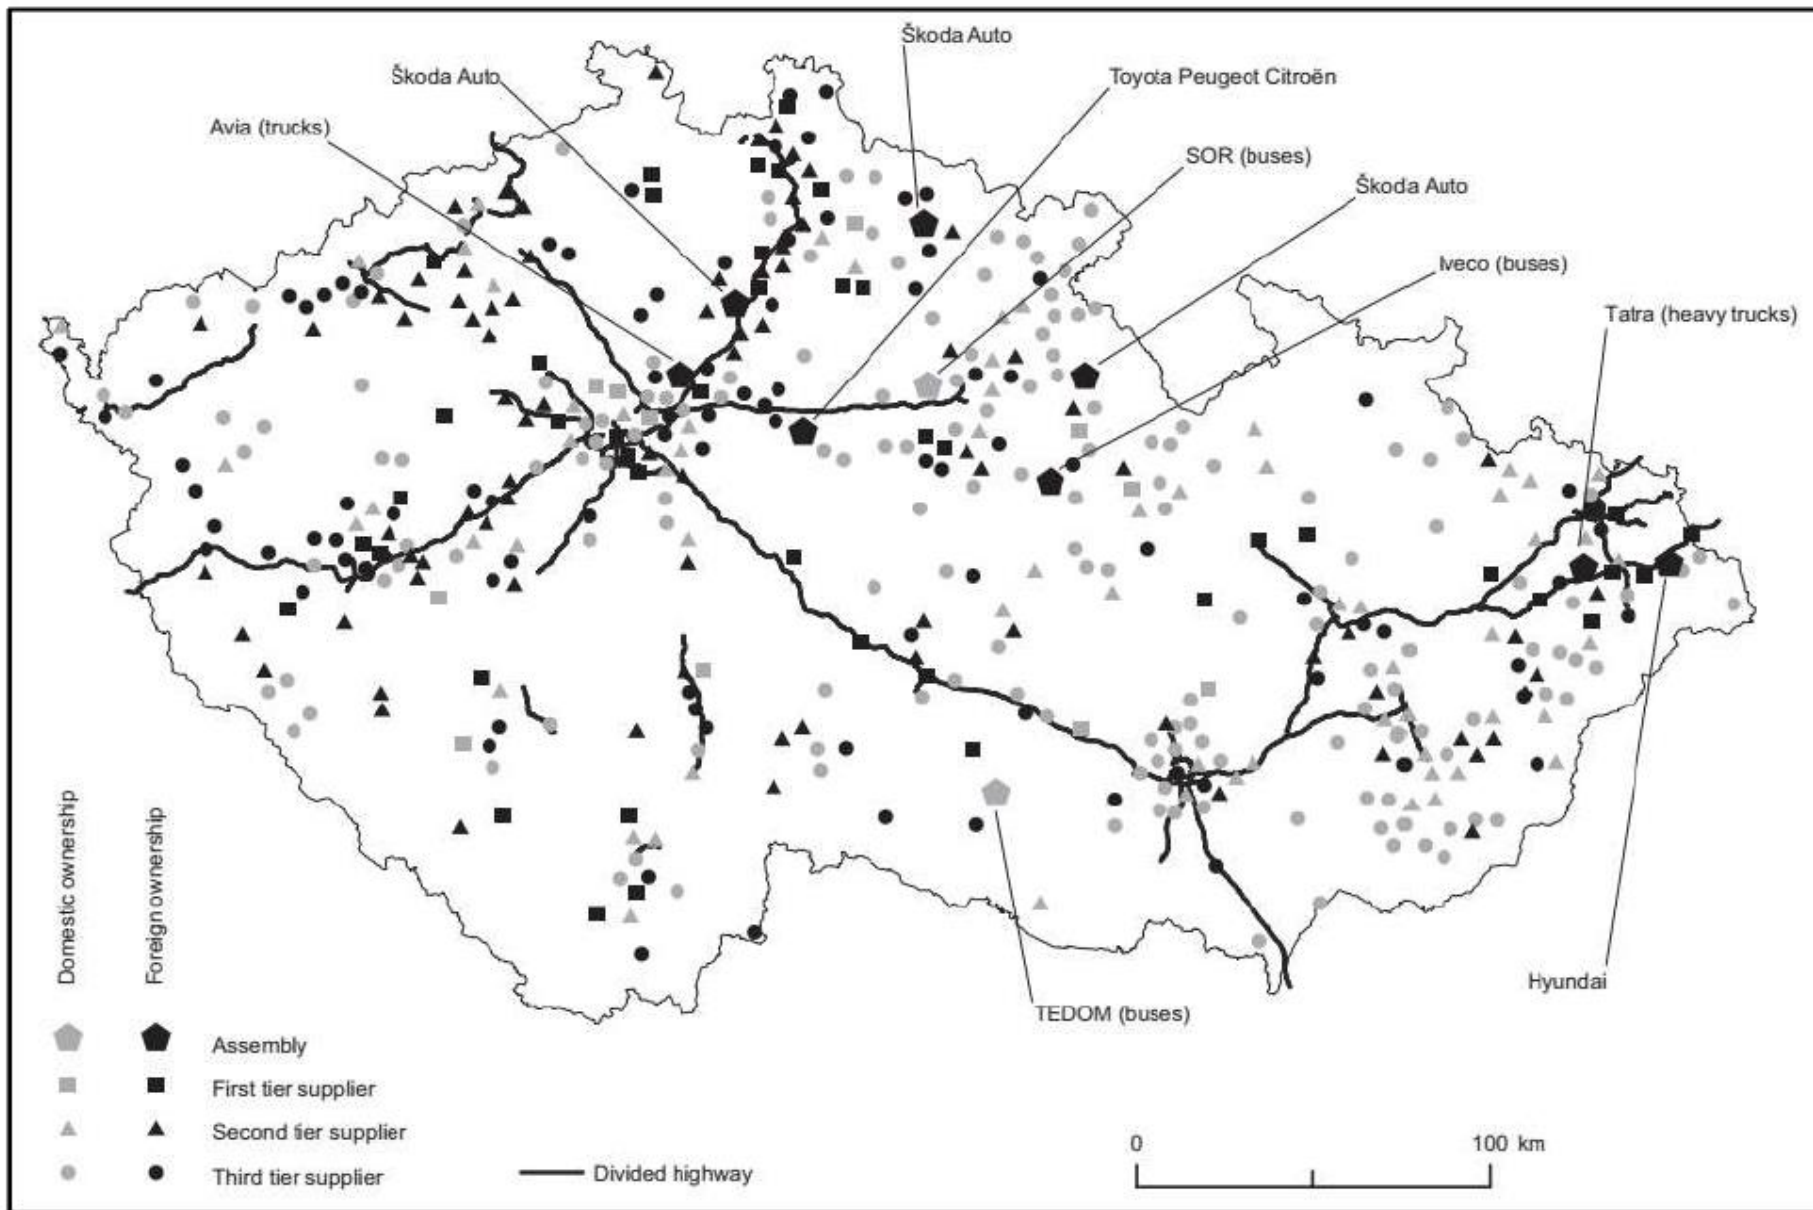 Škoda Auto
Škoda Auto
Toyota Peugeot Citroën
Avia (trucks)
SOR (buses)
Škoda Auto
Iveco (buses)
Tatra (heavy trucks)
Hyundai
TEDOM (buses)
Domestic ownership
Foreign ownership
Assembly
First tier supplier
Second tier supplier
Third tier supplier
Divided highway
0 100 km